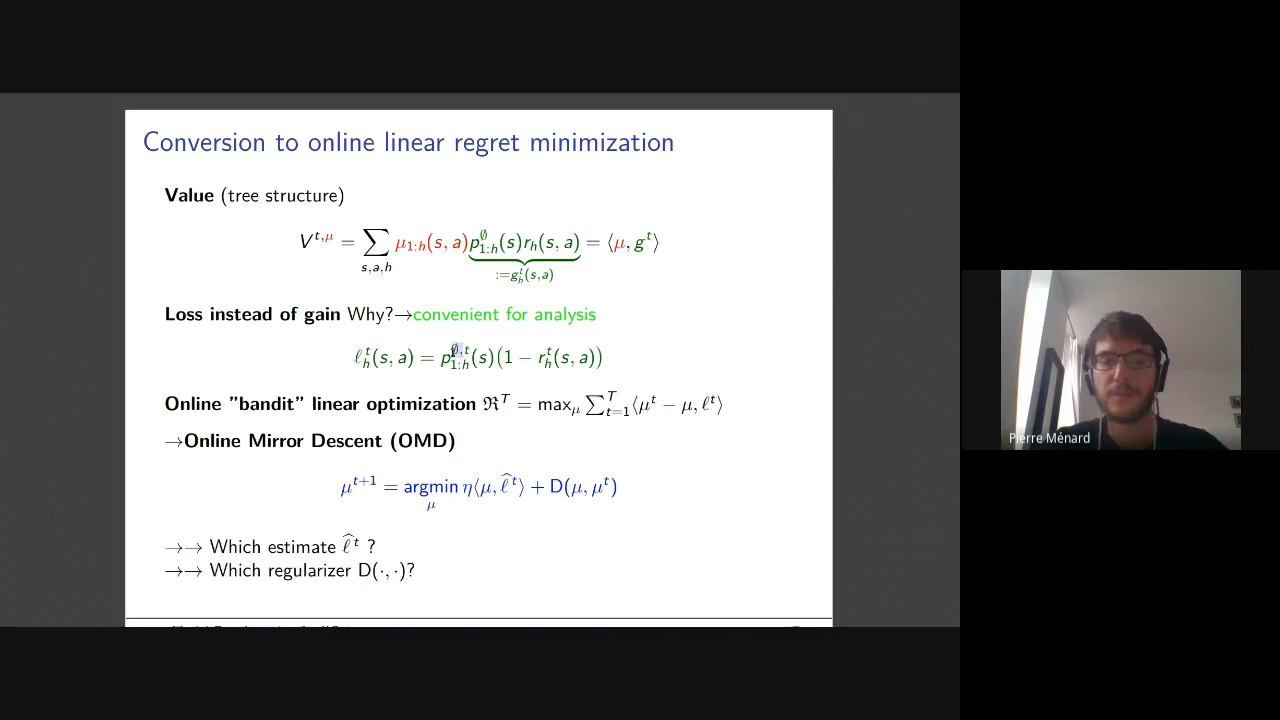 Conversion to online linear regret minimization
Value (tree structure)
V^{t,μ} = ∑_{s,a,h} μ_{1:h}(s, a) p^∅_{1:h}(s) r_h(s, a) = ⟨μ, g^t⟩
:=g^t_h(s,a)
Loss instead of gain Why?→convenient for analysis
ℓ^t_h(s, a) = p^{∅,t}_{1:h}(s)(1 − r^t_h(s, a))
Online "bandit" linear optimization ℜ^T = max_μ ∑^T_{t=1}⟨μ^t − μ, ℓ^t⟩
→Online Mirror Descent (OMD)
μ^{t+1} = argmin_μ η⟨μ, ℓ̂^t⟩ + D(μ, μ^t)
→→ Which estimate ℓ̂^t ?
→→ Which regularizer D(·, ·)?
Pierre Ménard